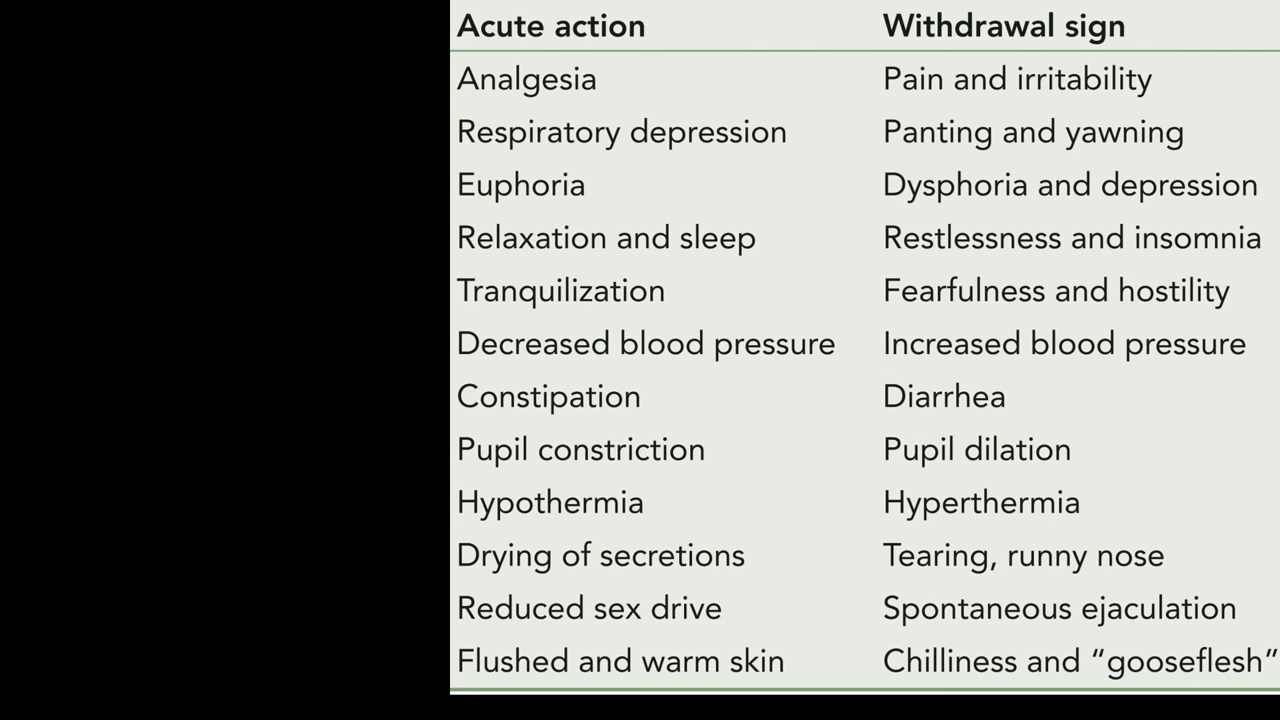 Acute action Withdrawal sign
Analgesia Pain and irritability
Respiratory depression Panting and yawning
Euphoria Dysphoria and depression
Relaxation and sleep Restlessness and insomnia
Tranquilization Fearfulness and hostility
Decreased blood pressure Increased blood pressure
Constipation Diarrhea
Pupil constriction Pupil dilation
Hypothermia Hyperthermia
Drying of secretions Tearing, runny nose
Reduced sex drive Spontaneous ejaculation
Flushed and warm skin Chilliness and “gooseflesh”